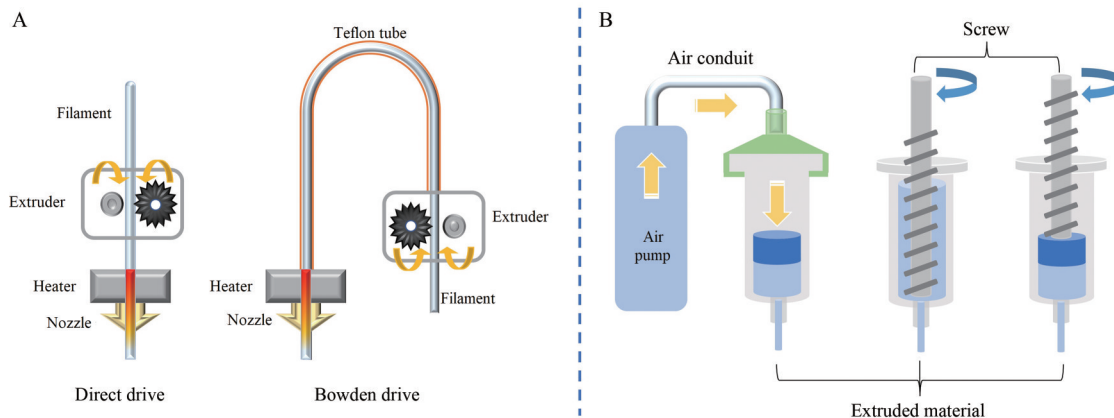 A
Teflon tube
Filament
Extruder
Extruder
Heater
Heater
Filament
Nozzle
Nozzle
Direct drive
Bowden drive
B
Screw
Air conduit
Air
pump
Extruded material